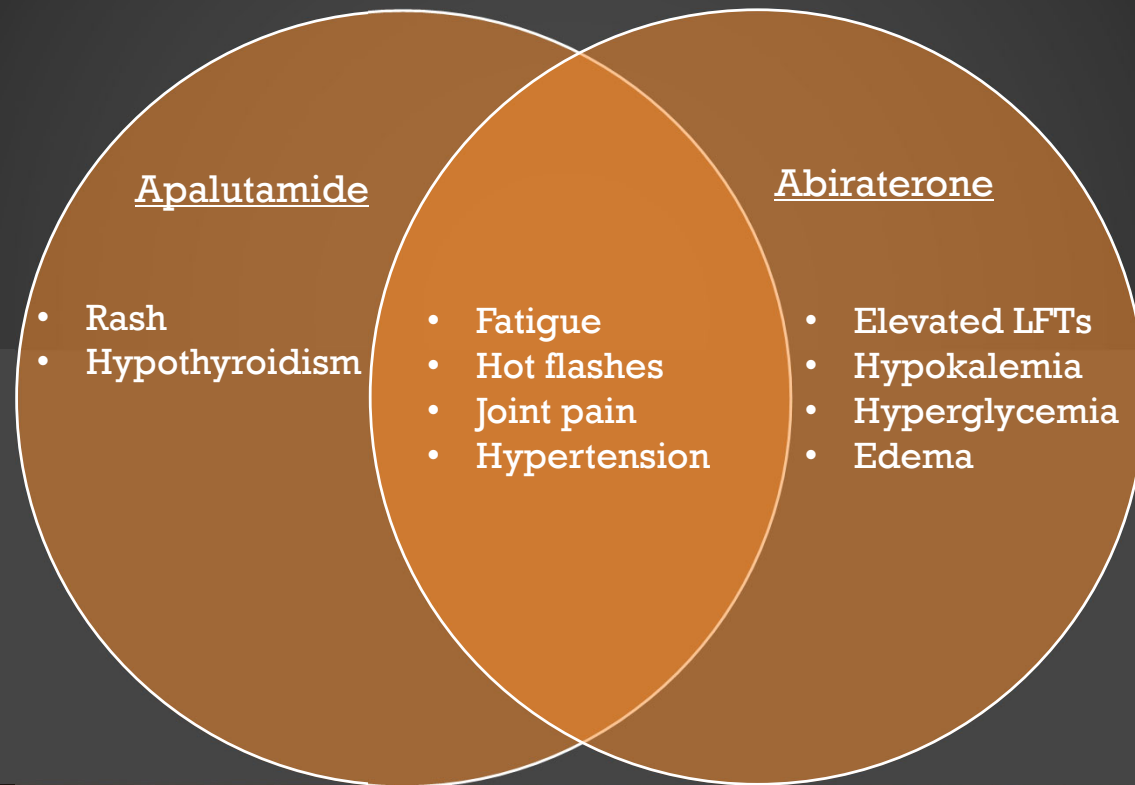 Apalutamide
• Rash
• Hypothyroidism
• Fatigue
• Hot flashes
• Joint pain
• Hypertension
Abiraterone
• Elevated LFTs
• Hypokalemia
• Hyperglycemia
• Edema